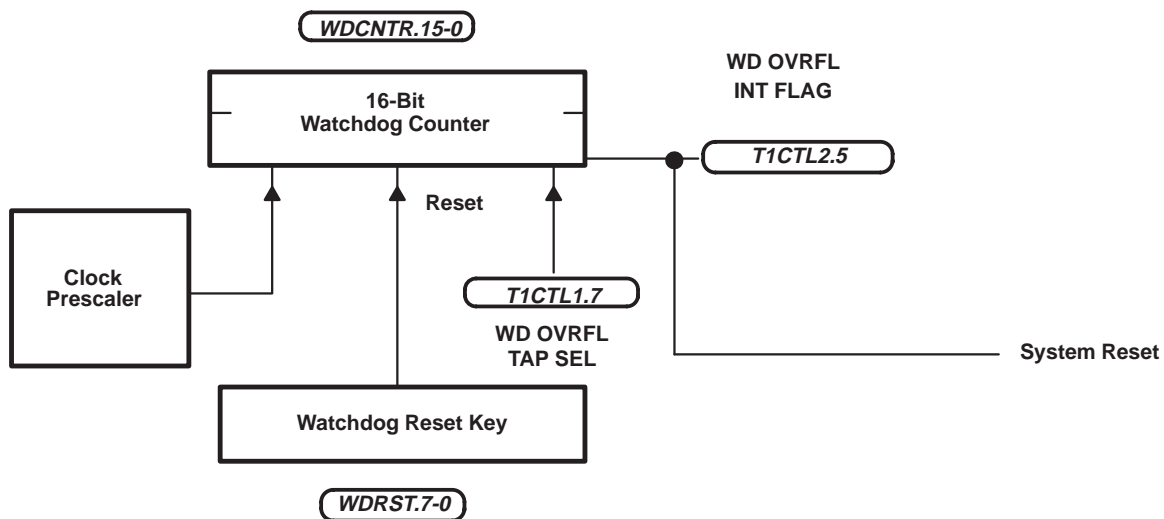 WDCNTR.15-0
16-Bit
Watchdog Counter
WD OVRFL
INT FLAG
T1CTL2.5
Reset
Clock
Prescaler
T1CTL1.7
WD OVRFL
TAP SEL
System Reset
Watchdog Reset Key
WDRST.7-0